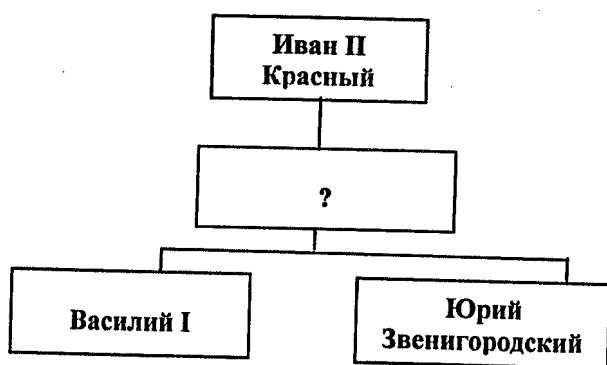 Иван II
Красный
?
Василий I
Юрий
Звенигородский